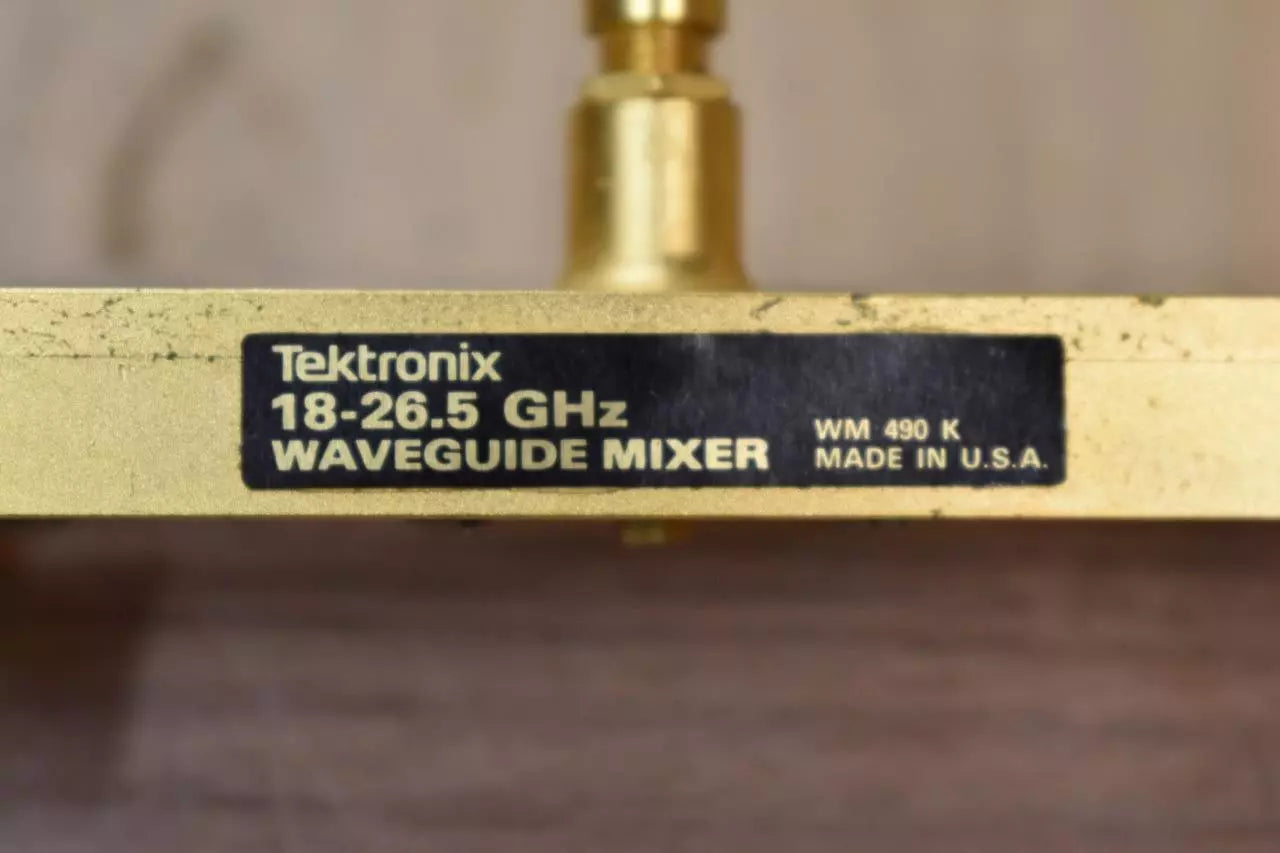 Tektronix
18-26.5 GHz
WAVEGUIDE MIXER
WM 490 K
MADE IN U.S.A.